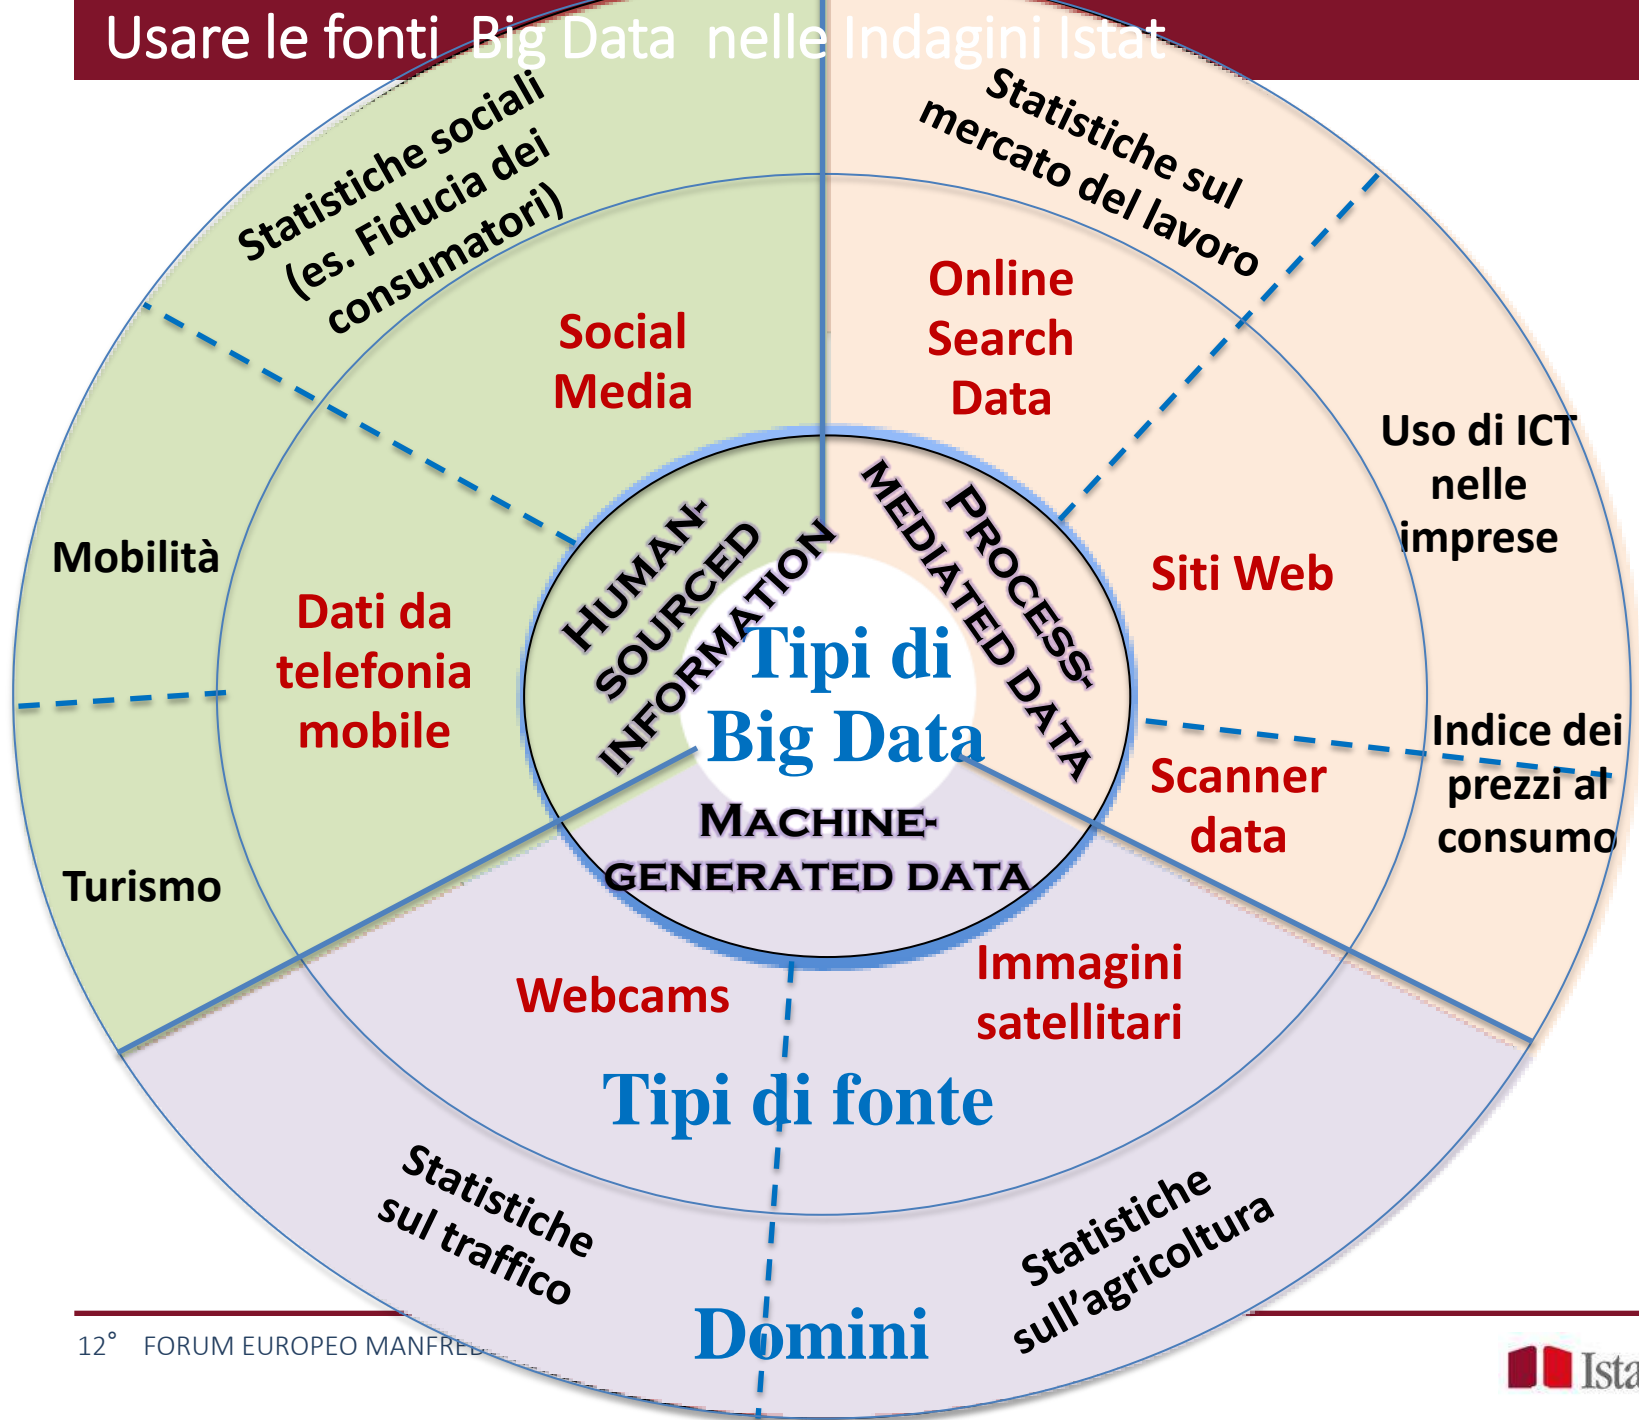 Usare le fonti Big Data nelle Indagini Istat
Statistiche sociali
(es. Fiducia dei
consumatori)
Statistiche sul
mercato del lavoro
Social
Media
Online
Search
Data
Uso di ICT
nelle
imprese
Mobilità
Dati da
telefonia
mobile
HUMAN-
SOURCED
INFORMATION
PROCESS-
MEDIATED DATA
Siti Web
Tipi di
Big Data
Indice dei
prezzi al
consumo
Scanner
data
MACHINE-
GENERATED DATA
Turismo
Webcams
Immagini
satellitari
Tipi di fonte
Statistiche
sul traffico
Statistiche
sull'agricoltura
Domini
12° FORUM EUROPEO